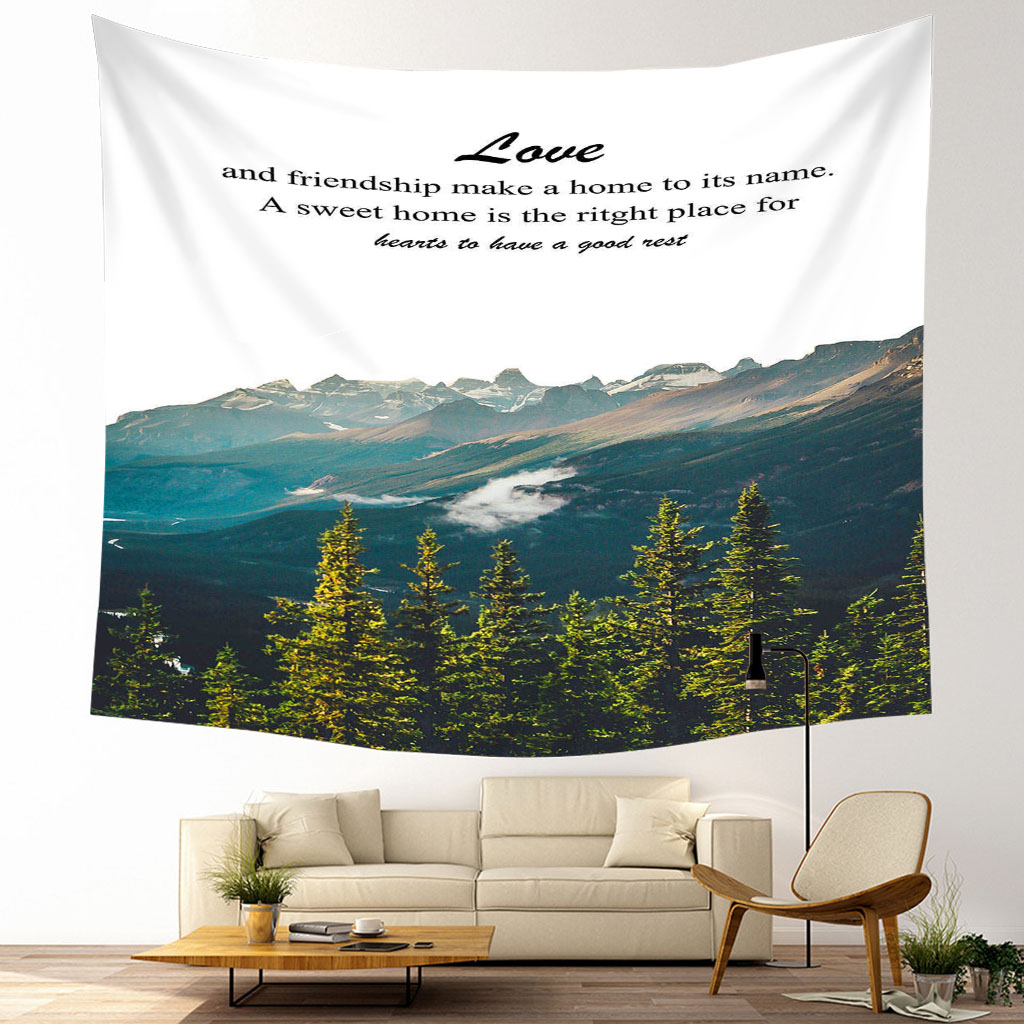 Love
and friendship make a home to its name.
A sweet home is the ritght place for
hearts to have a good rest